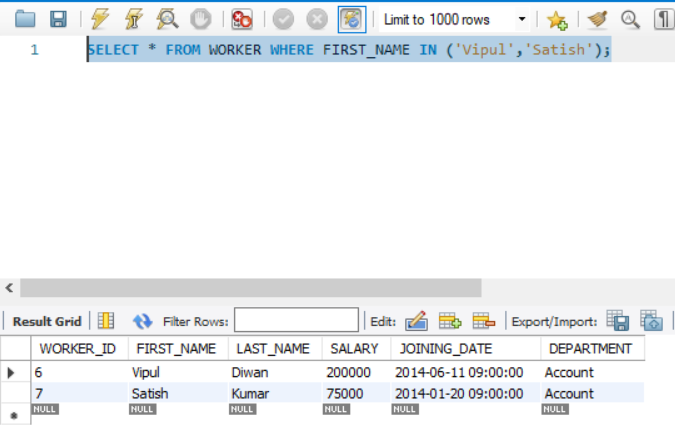 Limit to 1000 rows
1 SELECT * FROM WORKER WHERE FIRST_NAME IN ('Vipul','Satish');
Result Grid Filter Rows: Edit: Export/Import:
WORKER_ID FIRST_NAME LAST_NAME SALARY JOINING_DATE DEPARTMENT
6 Vipul Diwan 200000 2014-06-11 09:00:00 Account
7 Satish Kumar 75000 2014-01-20 09:00:00 Account
NULL NULL NULL NULL NULL NULL